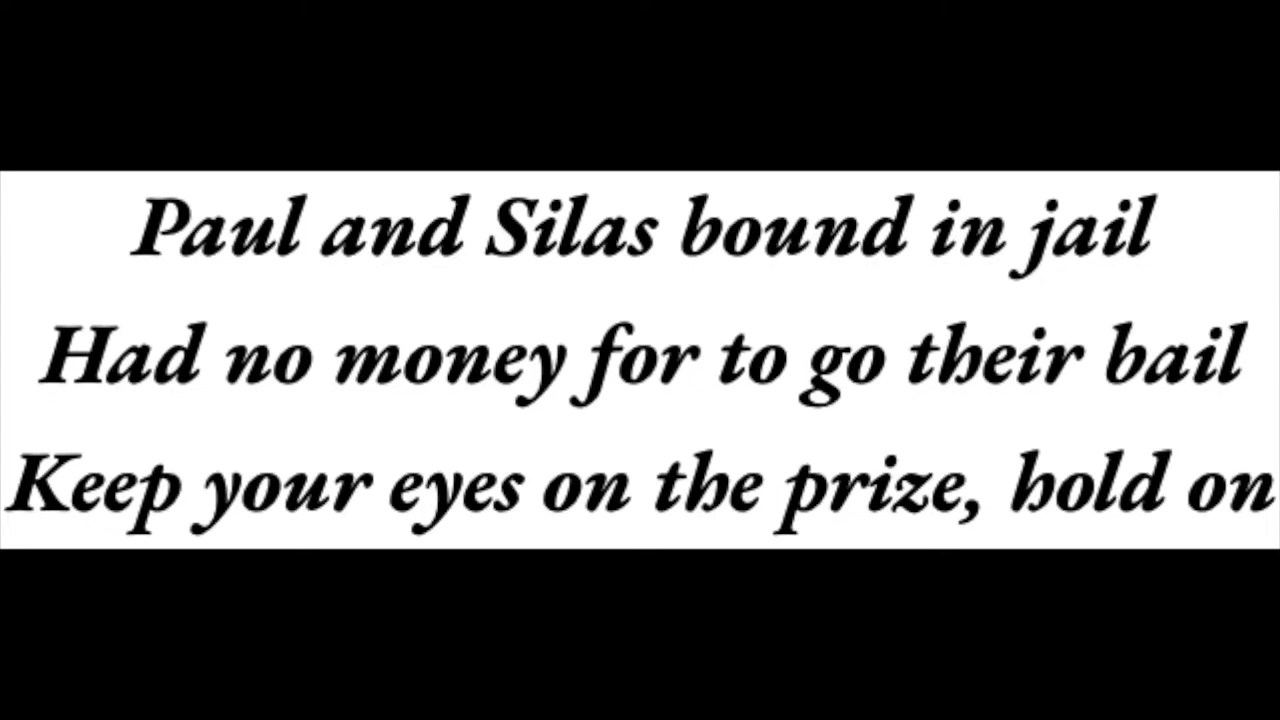 Paul and Silas bound in jail
Had no money for to go their bail
Keep your eyes on the prize, hold on